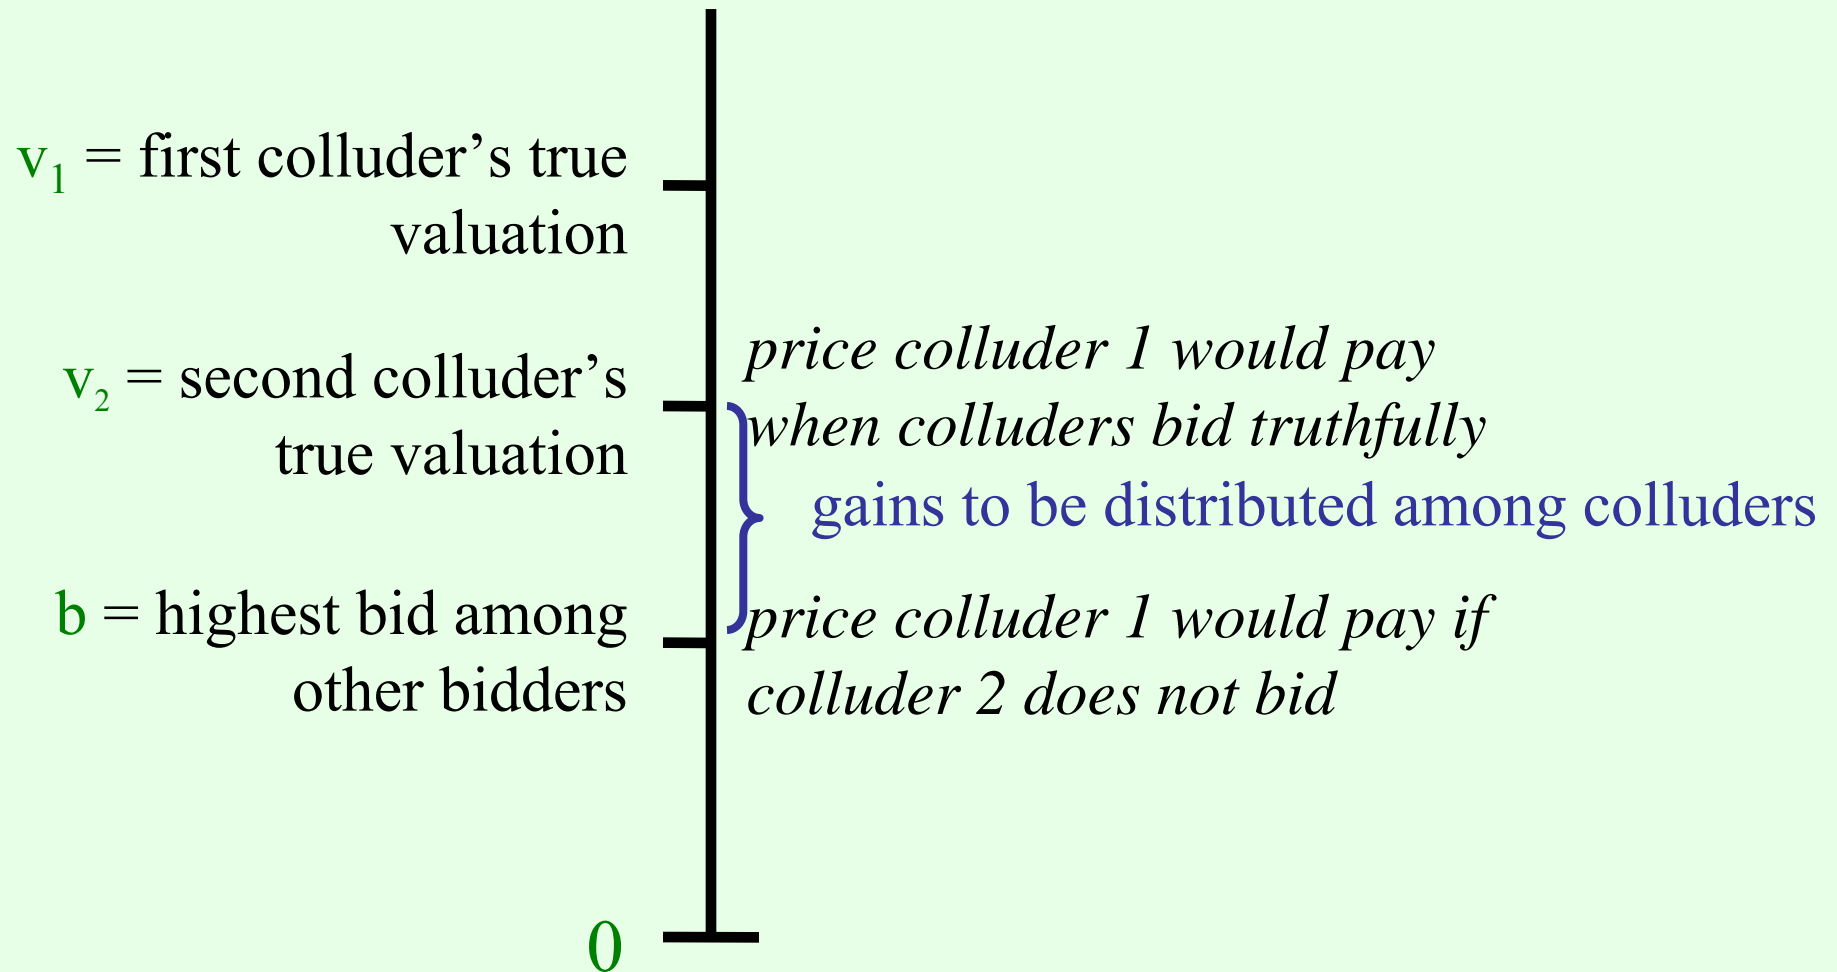 v₁ = first colluder’s true
valuation
v₂ = second colluder’s
true valuation
price colluder 1 would pay
when colluders bid truthfully
gains to be distributed among colluders
b = highest bid among
other bidders
price colluder 1 would pay if
colluder 2 does not bid
0